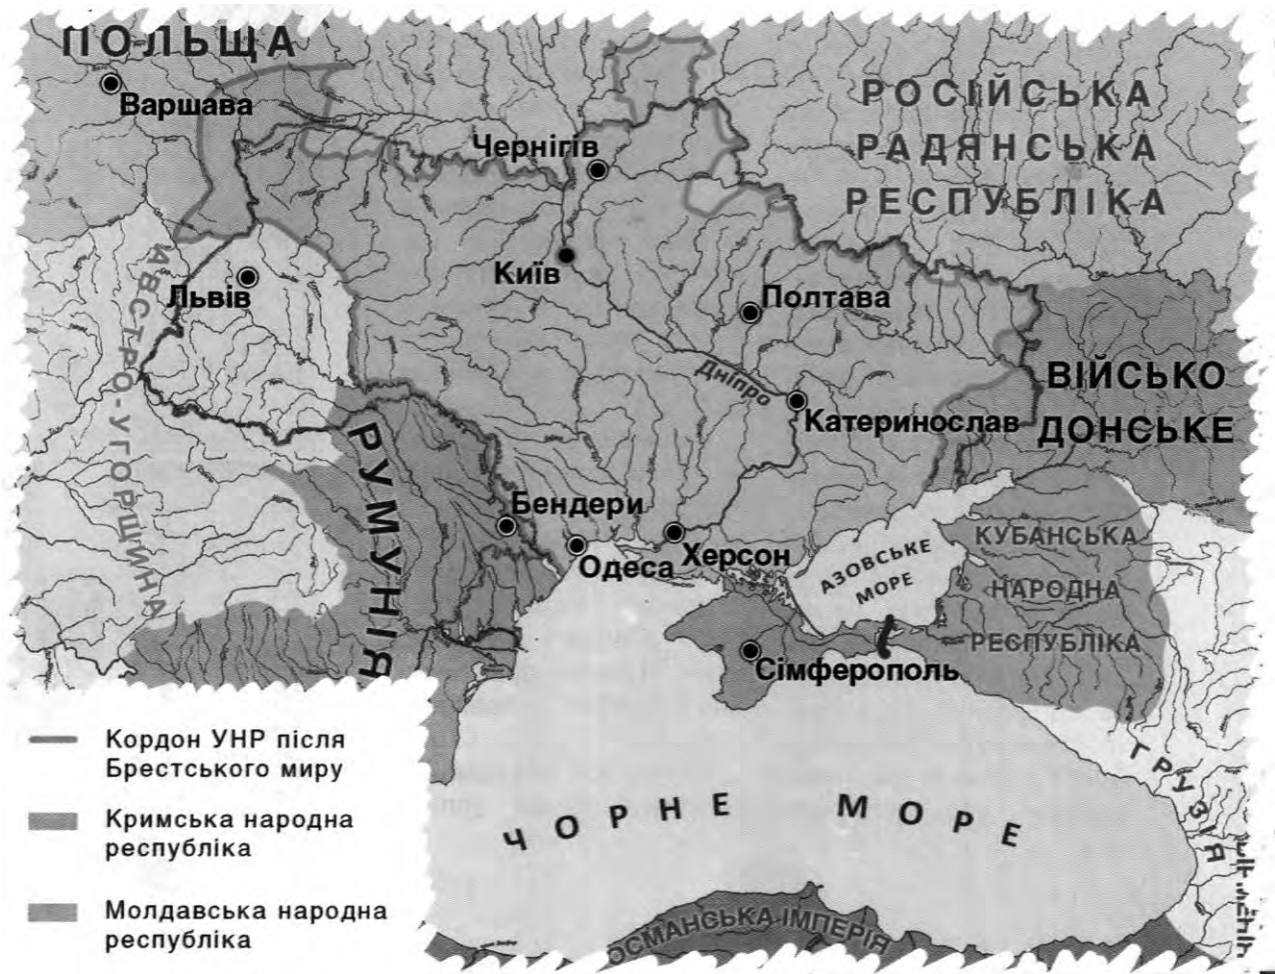 ПОЛЬЩА
Варшава
Чернігів
РОСІЙСЬКА
РАДЯНСЬКА
РЕСПУБЛІКА
Київ
Львів
Полтава
АВСТРО-УГОРЩИНА
Дніпро
Катеринослав
ВІЙСЬКО
ДОНСЬКЕ
РУМУНІЯ
Бендери
Одеса
Херсон
АЗОВСЬКЕ
МОРЕ
КУБАНСЬКА
НАРОДНА
РЕСПУБЛІКА
Сімферополь
ГРУЗІЯ
ЧОРНЕ МОРЕ
ОСМАНСЬКА ІМПЕРІЯ
Кордон УНР після
Брестського миру
Кримська народна
республіка
Молдавська народна
республіка